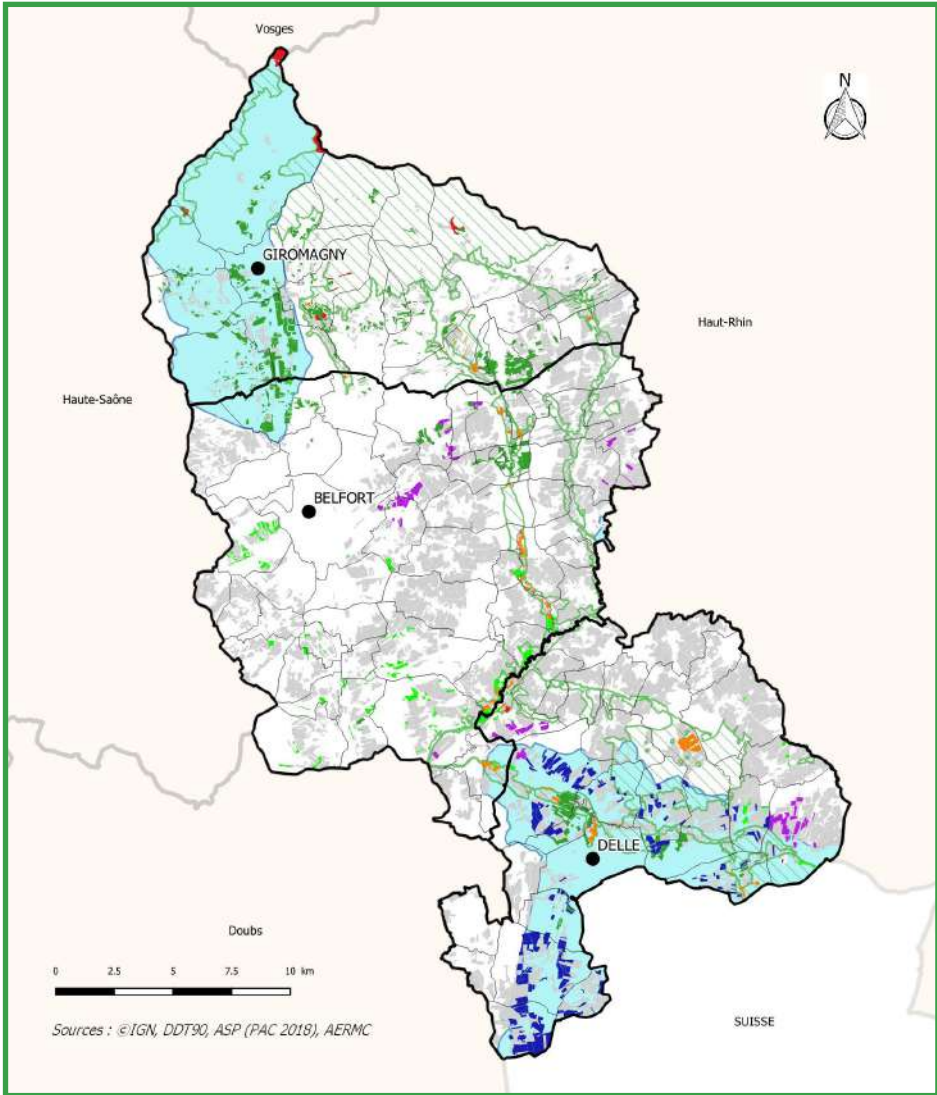 Vosges
N
GIROMAGNY
Haut-Rhin
Haute-Saône
BELFORT
DELLE
Doubs
0 2.5 5 7.5 10 km
SUISSE
Sources : ©IGN, DDT90, ASP (PAC 2018), AERMC